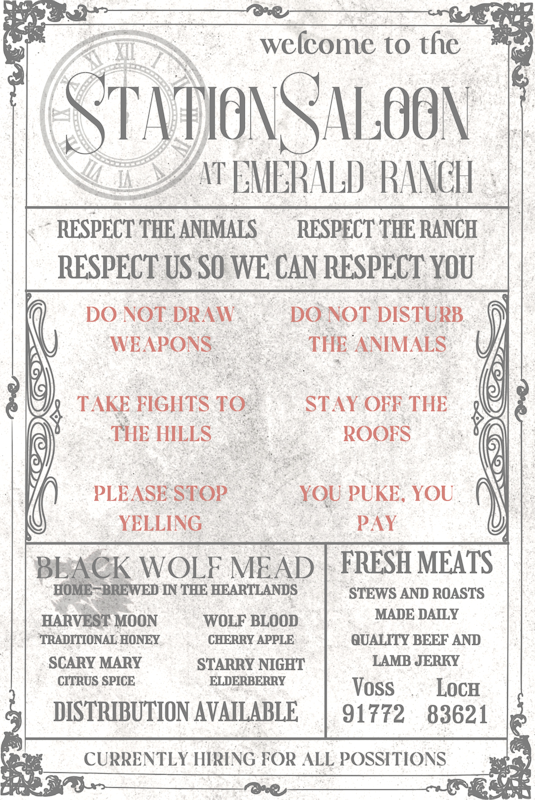 welcome to the
XII
StationSaloon
at Emerald Ranch
RESPECT THE ANIMALS RESPECT THE RANCH
RESPECT US SO WE CAN RESPECT YOU
DO NOT DRAW
WEAPONS
DO NOT DISTURB
THE ANIMALS
TAKE FIGHTS TO
THE HILLS
STAY OFF THE
ROOFS
PLEASE STOP
YELLING
YOU PUKE, YOU
PAY
BLACK WOLF MEAD
HOME-BREWED IN THE HEARTLANDS
HARVEST MOON
TRADITIONAL HONEY
WOLF BLOOD
CHERRY APPLE
SCARY MARY
CITRUS SPICE
STARRY NIGHT
ELDERBERRY
DISTRIBUTION AVAILABLE
FRESH MEATS
STEWS AND ROASTS
MADE DAILY
QUALITY BEEF AND
LAMB JERKY
Voss Loch
91772 83621
CURRENTLY HIRING FOR ALL POSSITIONS